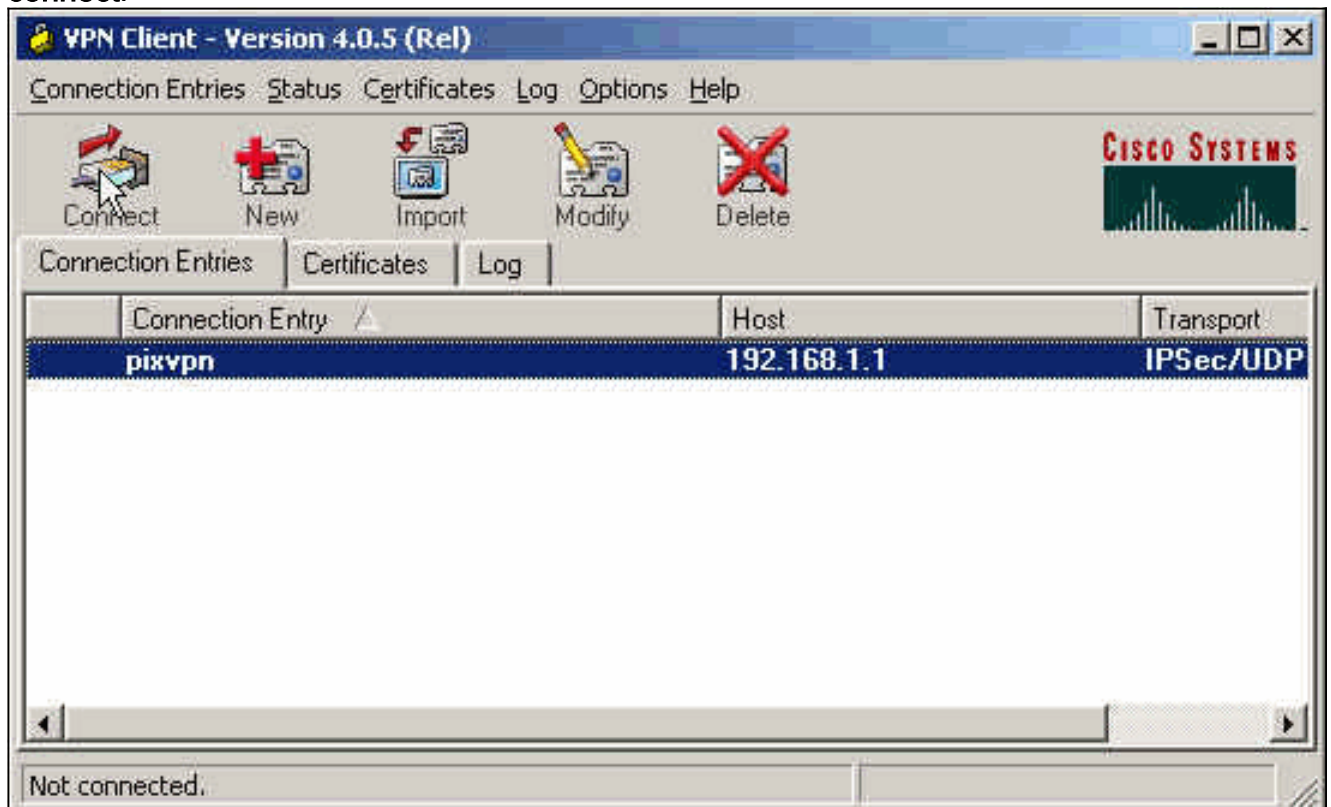 connect.
VPN Client - Version 4.0.5 (Rel)
Connection Entries Status Certificates Log Options Help
Connect New Import Modify Delete
CISCO SYSTEMS
Connection Entries Certificates Log
Connection Entry Host Transport
pixvpn 192.168.1.1 IPSec/UDP
Not connected.